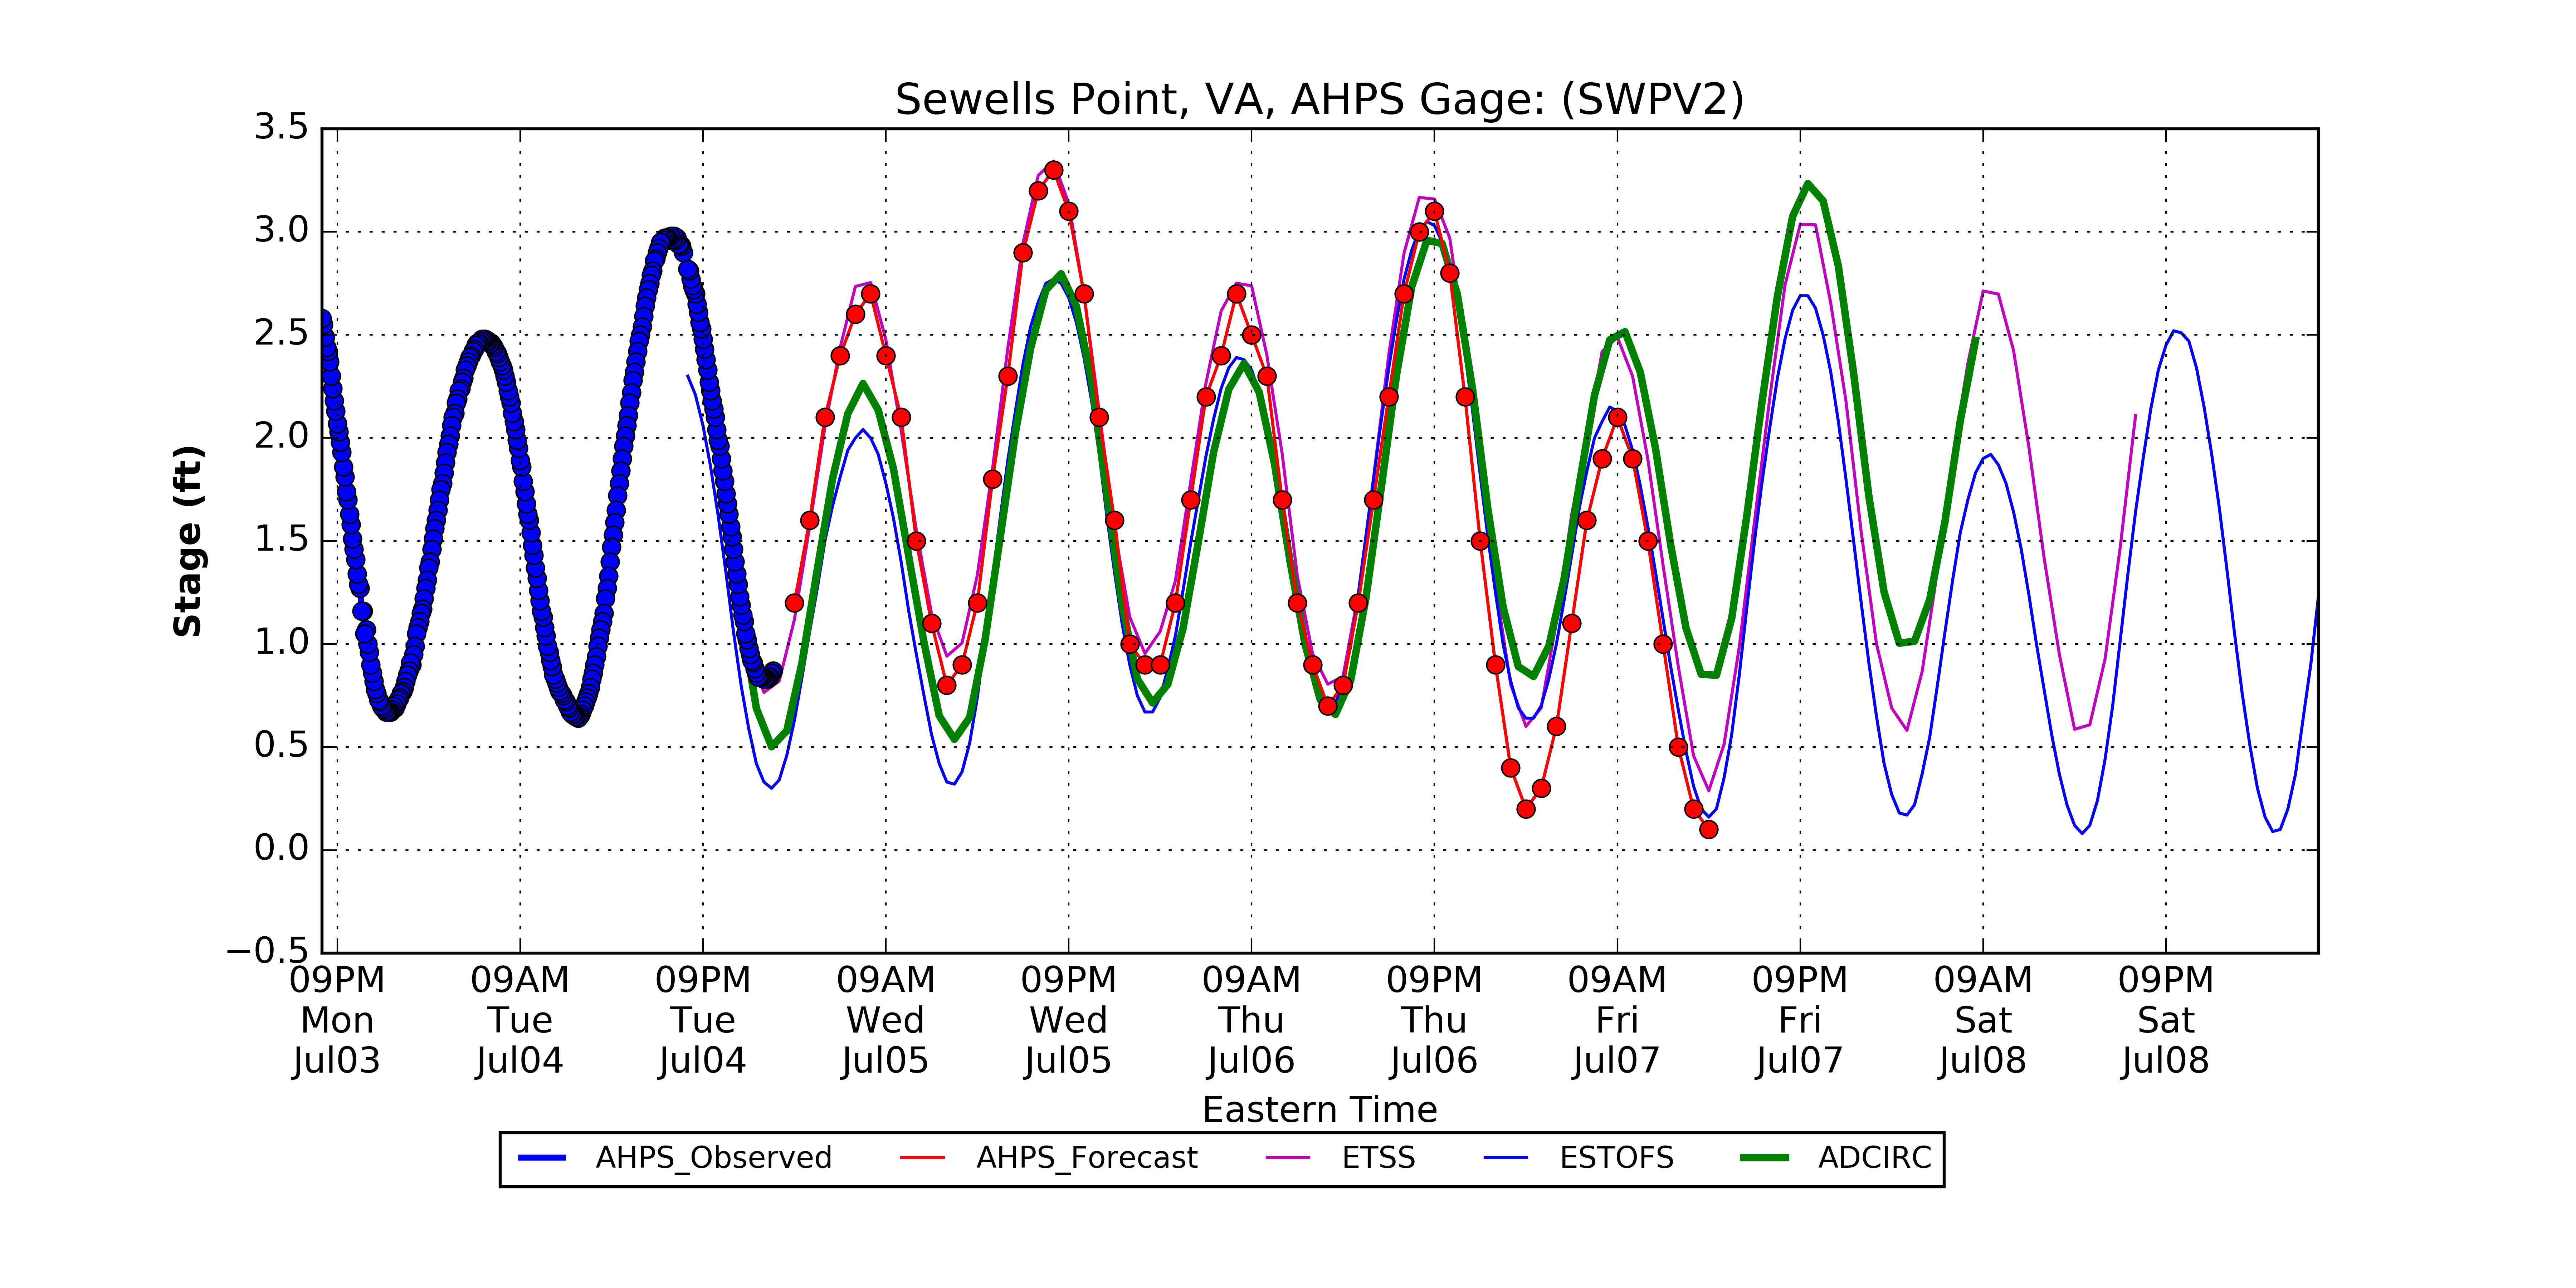 Sewells Point, VA, AHPS Gage: (SWPV2)
3.5
3.0
2.5
2.0
1.5
1.0
0.5
0.0
−0.5
Stage (ft)
09PM 09AM 09PM 09AM 09PM 09AM 09PM 09AM 09PM 09AM 09PM
Mon Tue Tue Wed Wed Thu Thu Fri Fri Sat Sat
Jul03 Jul04 Jul04 Jul05 Jul05 Jul06 Jul06 Jul07 Jul07 Jul08 Jul08
Eastern Time
AHPS_Observed AHPS_Forecast ETSS ESTOFS ADCIRC